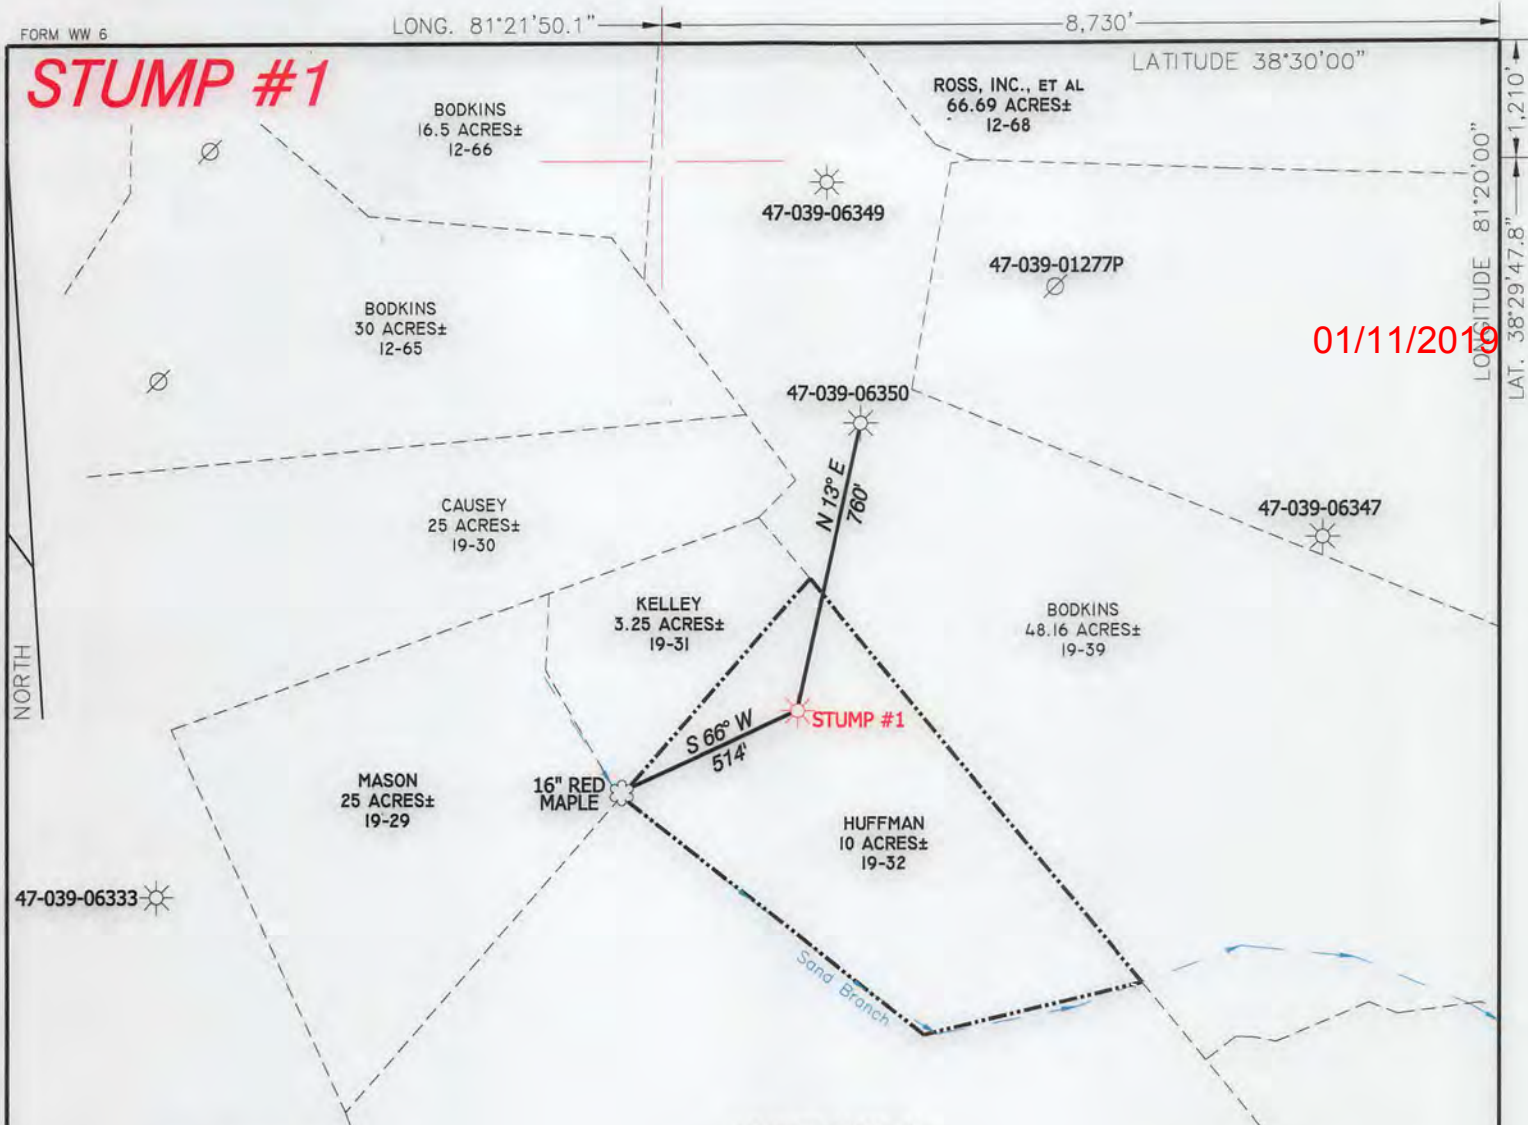 FORM WW 6
LONG. 81°21'50.1"
8,730'
STUMP #1
LATITUDE 38°30'00"
1,210'
BODKINS
16.5 ACRES±
12-66
ROSS, INC., ET AL
66.69 ACRES±
12-68
LONGITUDE 81°20'00"
LAT. 38°29'47.8"
47-039-06349
47-039-01277P
BODKINS
30 ACRES±
12-65
01/11/2019
47-039-06350
N 13° E
760'
CAUSEY
25 ACRES±
19-30
47-039-06347
KELLEY
3.25 ACRES±
19-31
BODKINS
48.16 ACRES±
19-39
NORTH
STUMP #1
S 66° W
514'
MASON
25 ACRES±
19-29
16" RED
MAPLE
HUFFMAN
10 ACRES±
19-32
47-039-06333
Sand Branch